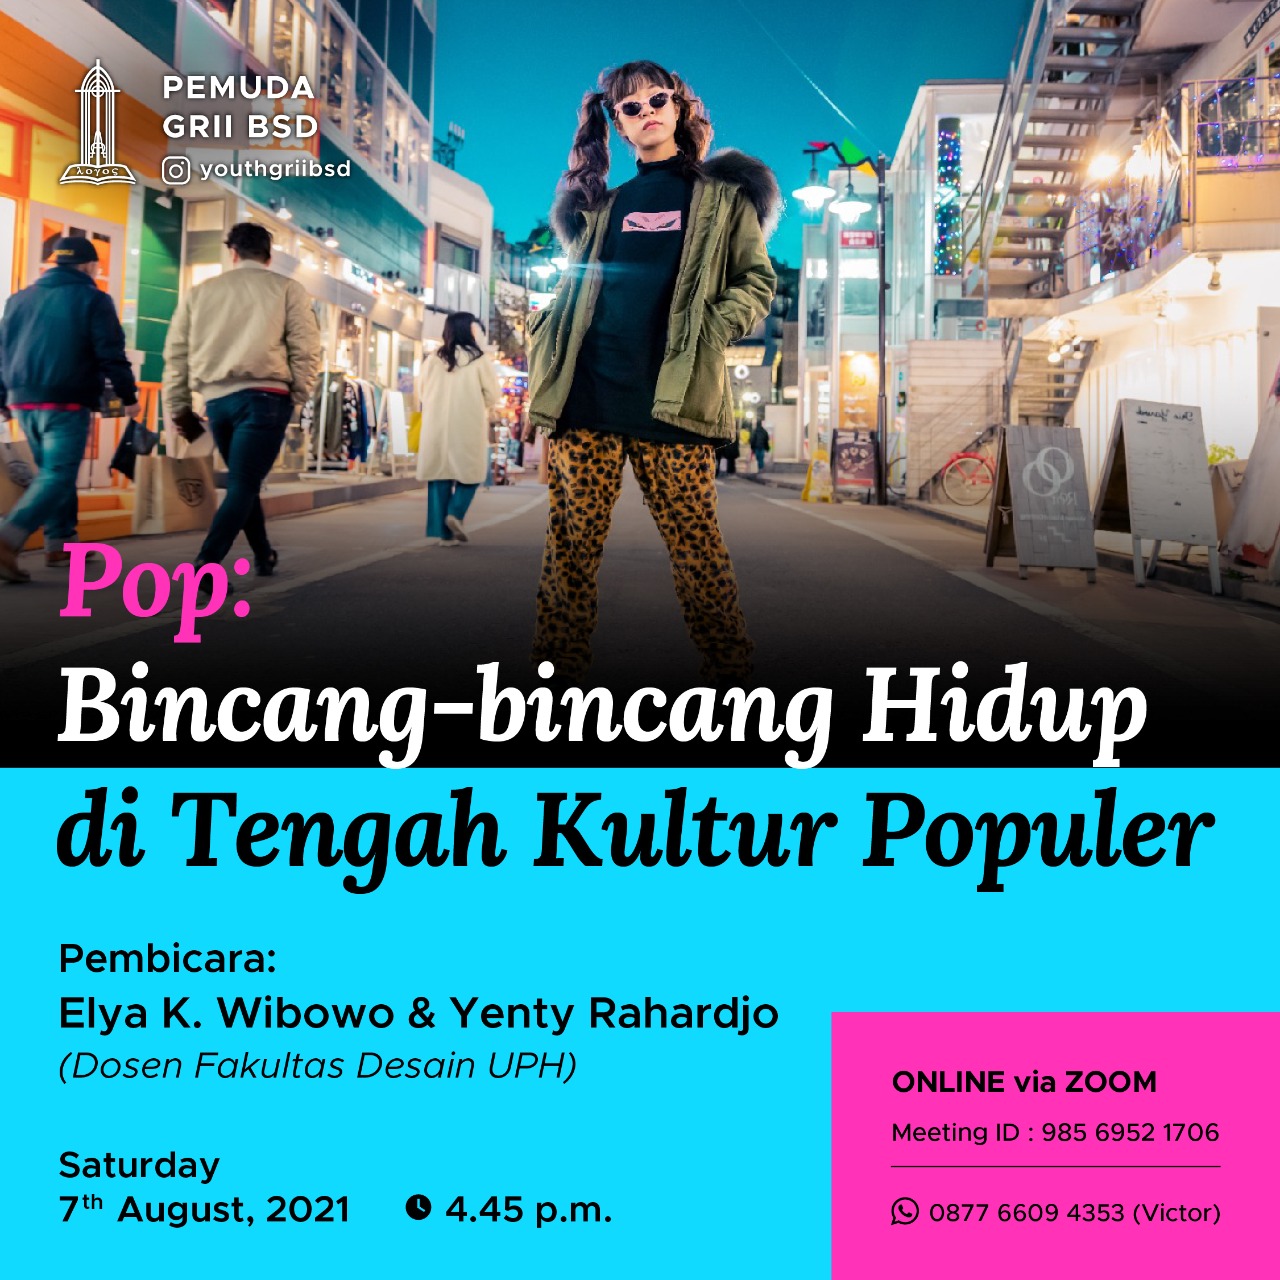 PEMUDA
GRII BSD
youthgriibsd
λογος
Pop:
Bincang-bincang Hidup
di Tengah Kultur Populer
Pembicara:
Elya K. Wibowo & Yenty Rahardjo
(Dosen Fakultas Desain UPH)
Saturday
7th August, 2021
4.45 p.m.
ONLINE via ZOOM
Meeting ID : 985 6952 1706
0877 6609 4353 (Victor)